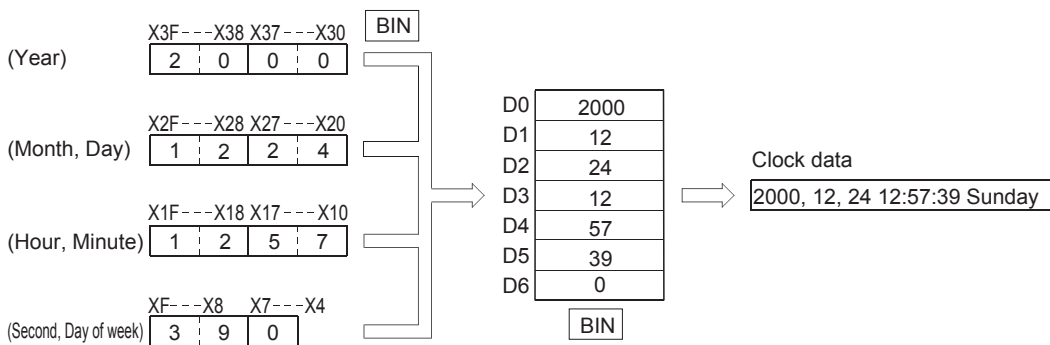 X3F---X38 X37---X30
BIN
(Year)
2 0 0 0
X2F---X28 X27---X20
(Month, Day)
1 2 2 4
X1F---X18 X17---X10
(Hour, Minute)
1 2 5 7
XF---X8 X7---X4
(Second, Day of week)
3 9 0
D0 2000
D1 12
D2 24
D3 12
D4 57
D5 39
D6 0
BIN
Clock data
2000, 12, 24 12:57:39 Sunday